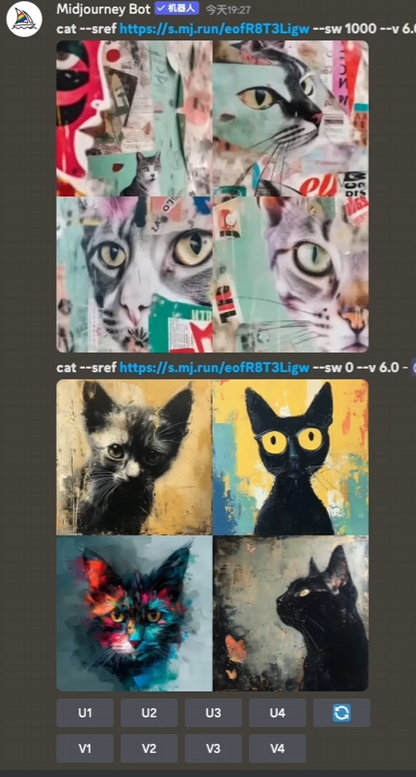 Midjourney Bot ✓ 机器人 今天19:27
cat --sref https://s.mj.run/eofR8T3Ligw --sw 1000 --v 6.0
cat --sref https://s.mj.run/eofR8T3Ligw --sw 0 --v 6.0 -
U1 U2 U3 U4
V1 V2 V3 V4